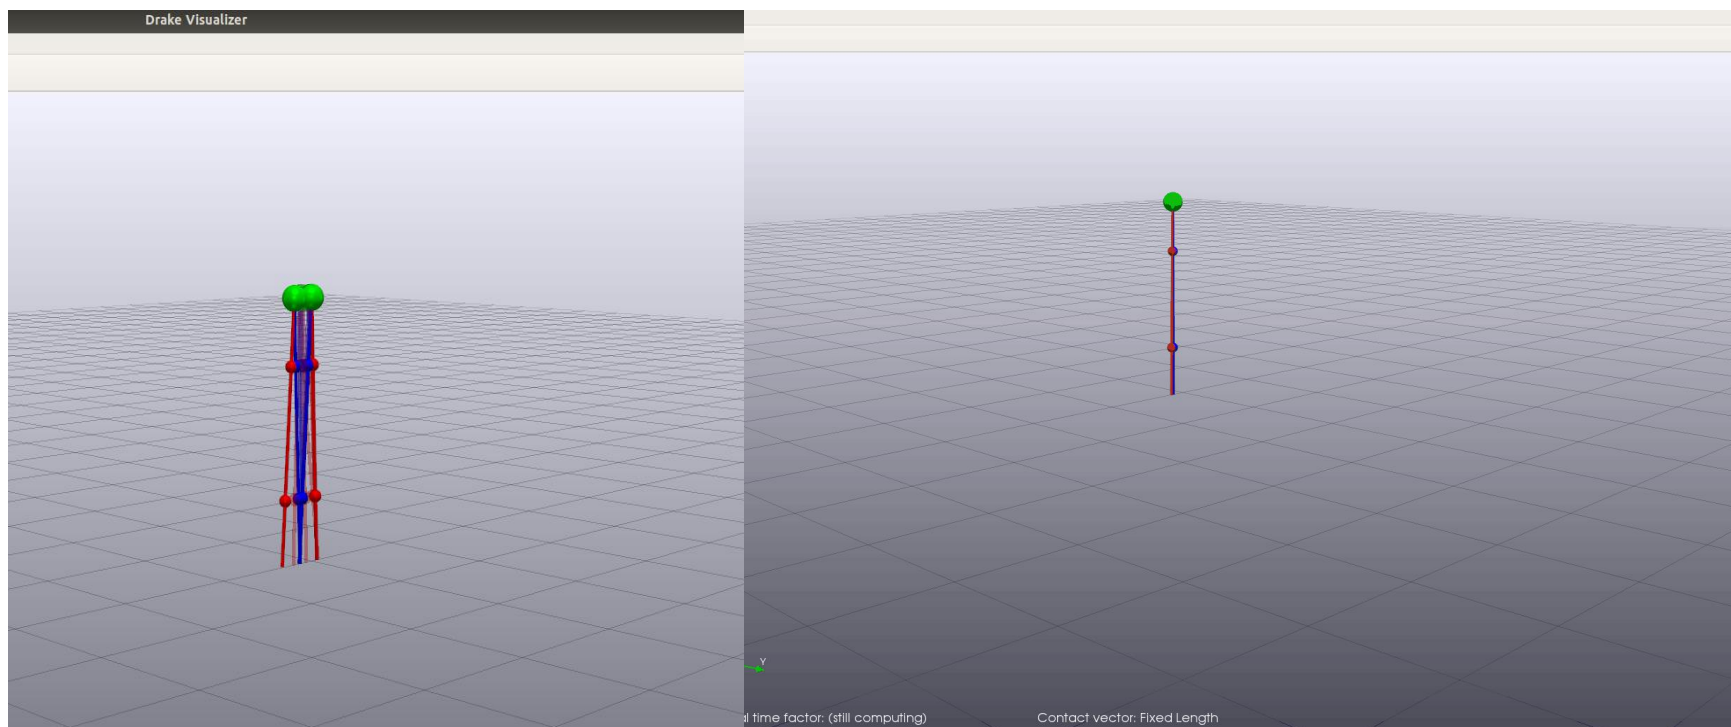 Drake Visualizer
Y
l time factor: (still computing)
Contact vector: Fixed Length